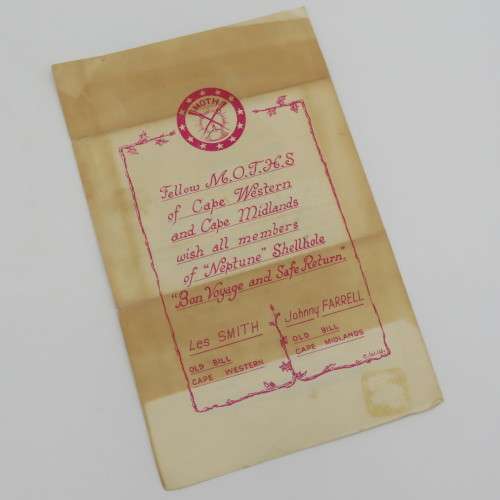 MOTH
Fellow M.O.T.H.S
of Cape Western
and Cape Midlands
wish all members
of "Neptune" Shellhole
"Bon Voyage and Safe Return".
Les SMITH
OLD BILL
CAPE WESTERN
Johnny FARRELL
OLD BILL
CAPE MIDLANDS